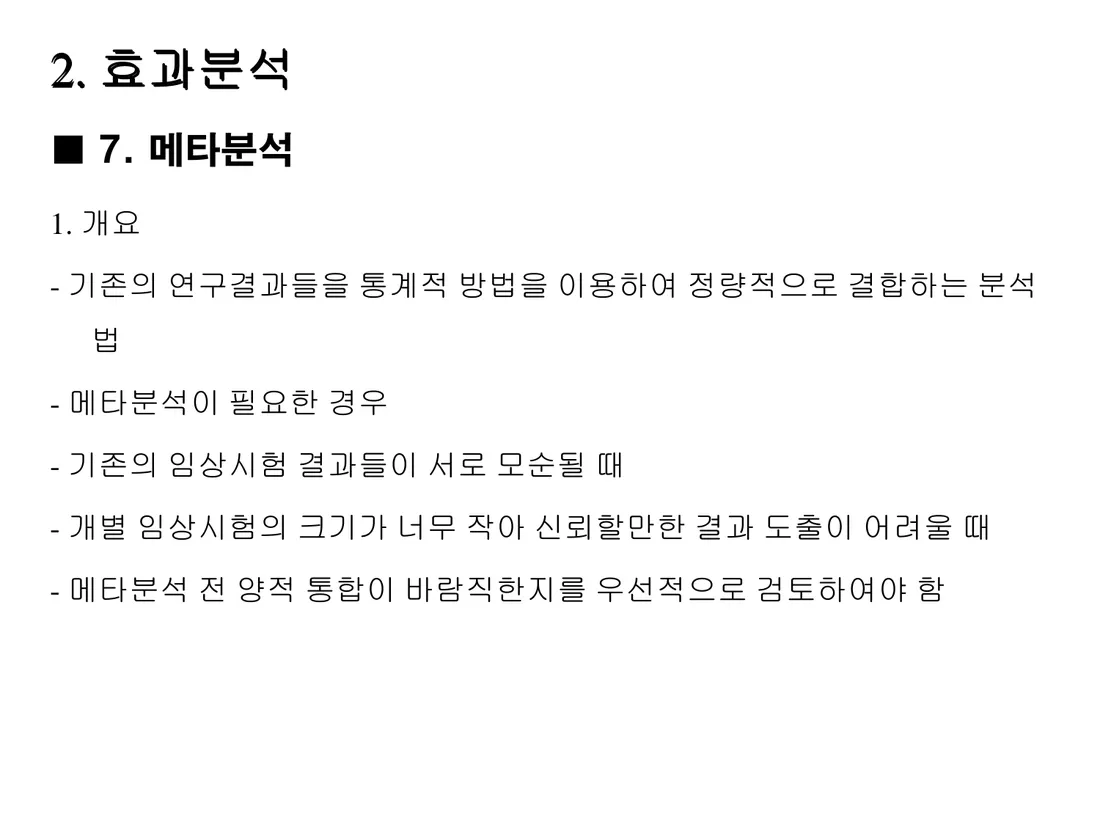 2. 효과분석
■ 7. 메타분석
1. 개요
- 기존의 연구결과들을 통계적 방법을 이용하여 정량적으로 결합하는 분석
법
- 메타분석이 필요한 경우
- 기존의 임상시험 결과들이 서로 모순될 때
- 개별 임상시험의 크기가 너무 작아 신뢰할만한 결과 도출이 어려울 때
- 메타분석 전 양적 통합이 바람직한지를 우선적으로 검토하여야 함